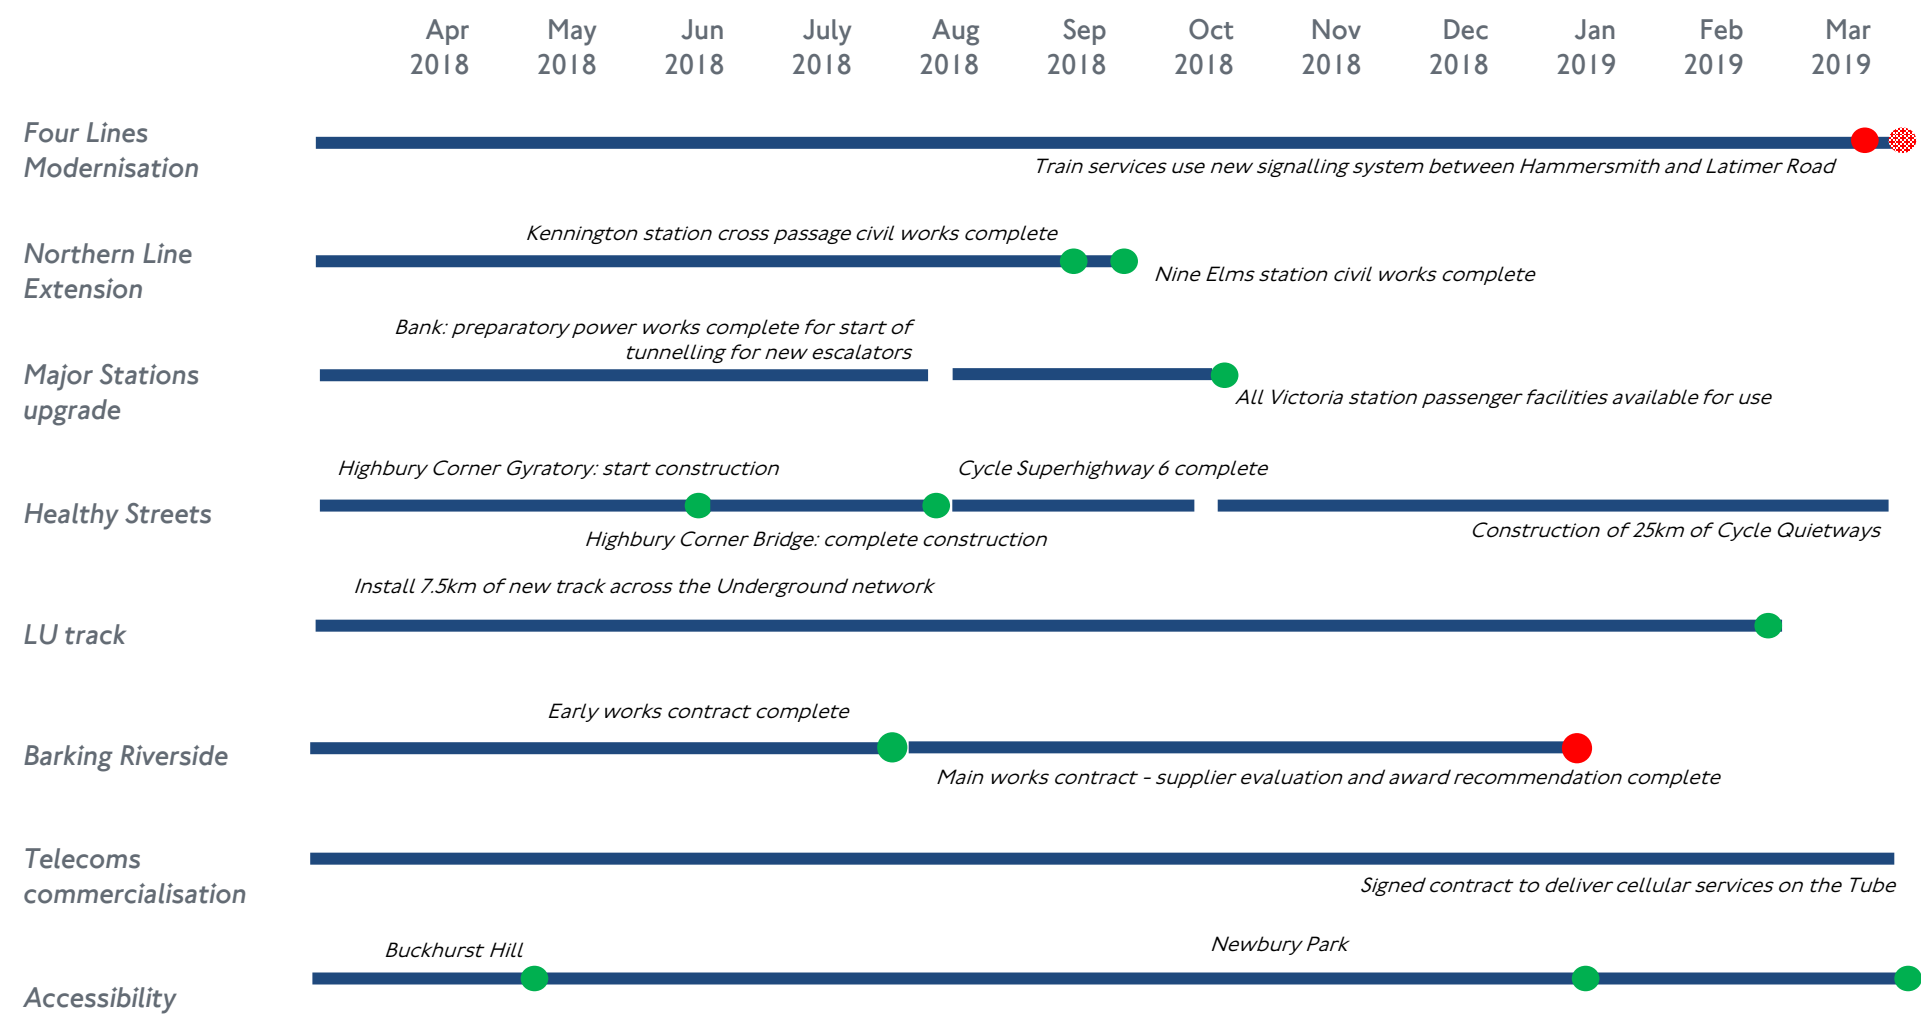 Apr May Jun July Aug Sep Oct Nov Dec Jan Feb Mar
2018 2018 2018 2018 2018 2018 2018 2018 2018 2019 2019 2019
Four Lines
Modernisation
Train services use new signalling system between Hammersmith and Latimer Road
Kennington station cross passage civil works complete
Northern Line
Extension
Nine Elms station civil works complete
Bank: preparatory power works complete for start of
tunnelling for new escalators
Major Stations
upgrade
All Victoria station passenger facilities available for use
Highbury Corner Gyratory: start construction
Cycle Superhighway 6 complete
Healthy Streets
Highbury Corner Bridge: complete construction
Construction of 25km of Cycle Quietways
Install 7.5km of new track across the Underground network
LU track
Early works contract complete
Barking Riverside
Main works contract - supplier evaluation and award recommendation complete
Telecoms
commercialisation
Signed contract to deliver cellular services on the Tube
Buckhurst Hill
Newbury Park
Accessibility